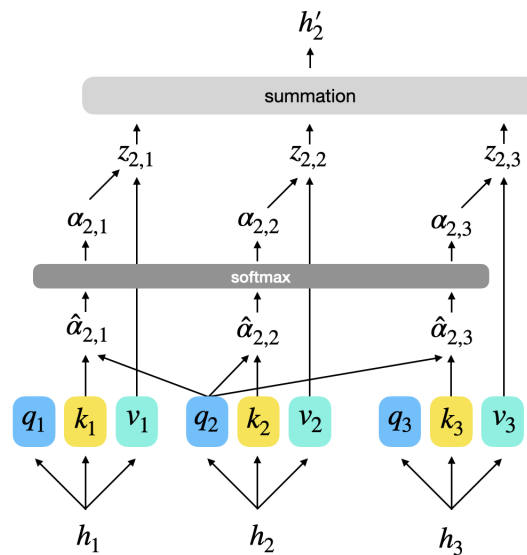 h′₂
summation
z₂,₁ z₂,₂ z₂,₃
α₂,₁ α₂,₂ α₂,₃
softmax
α̂₂,₁ α̂₂,₂ α̂₂,₃
q₁ k₁ v₁ q₂ k₂ v₂ q₃ k₃ v₃
h₁ h₂ h₃